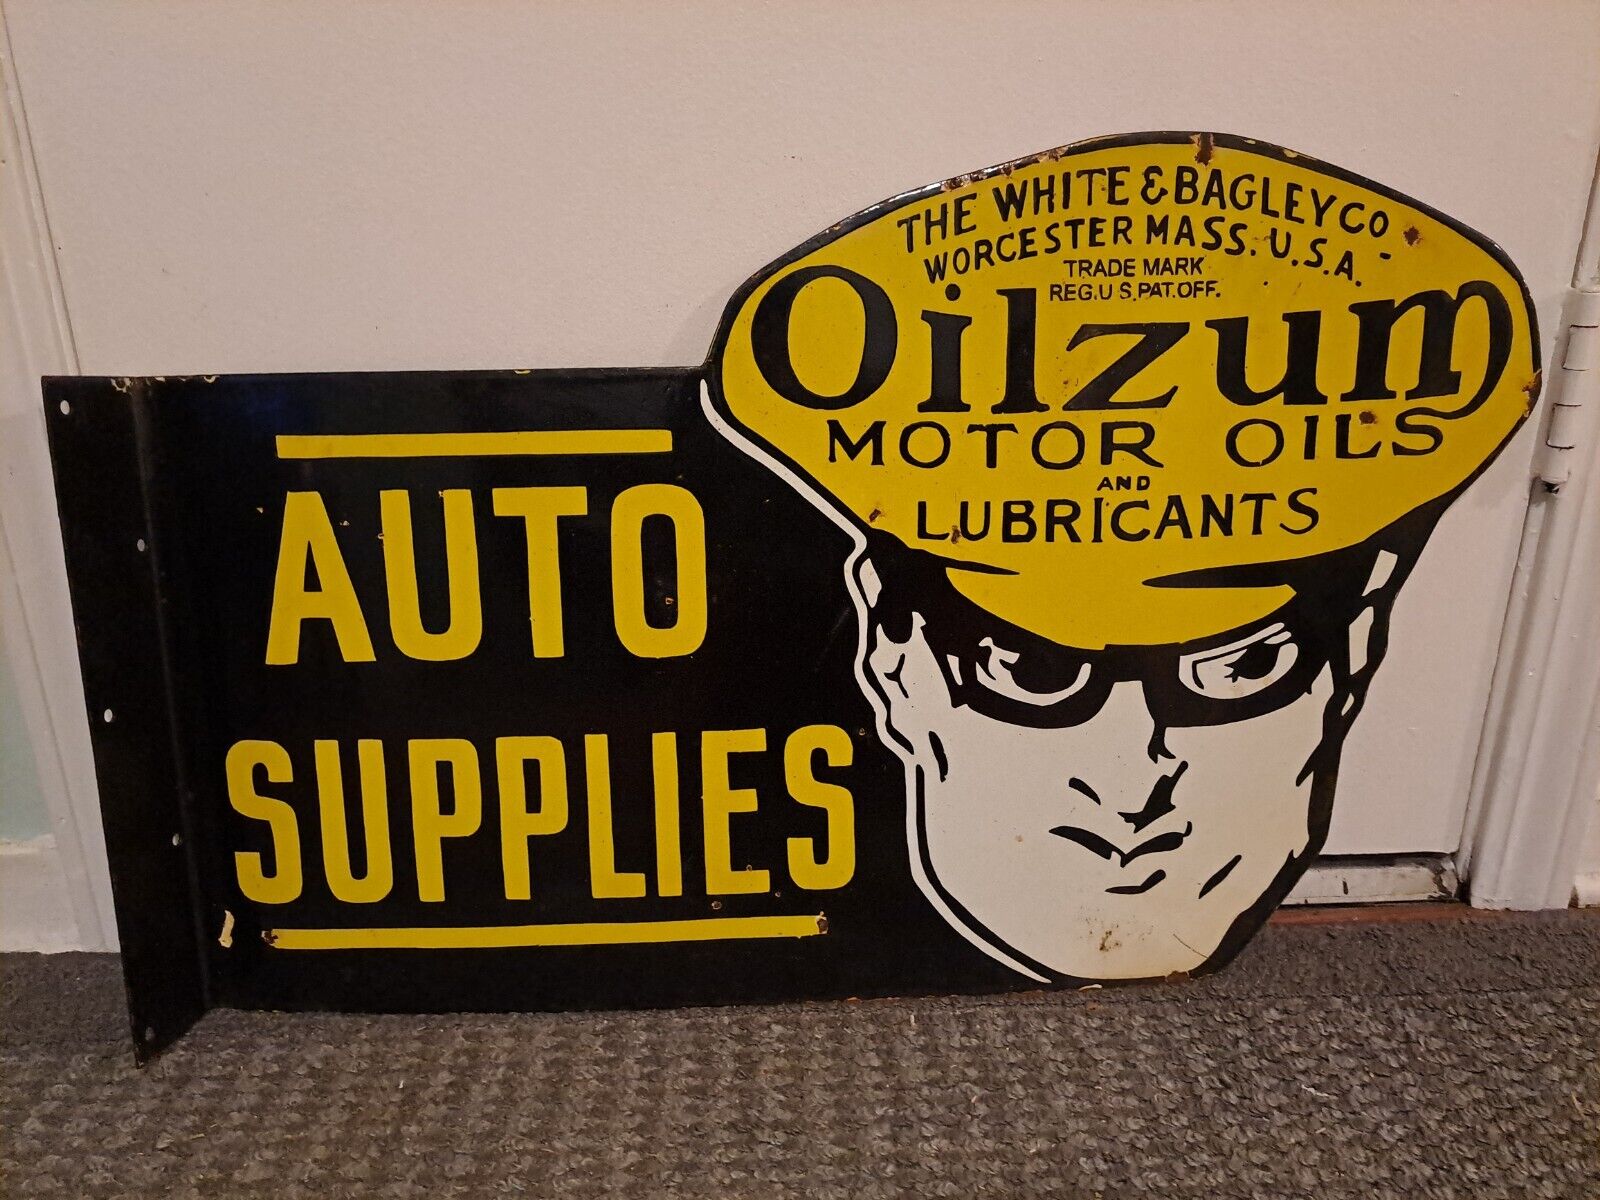 THE WHITE & BAGLEY CO
WORCESTER MASS. U.S.A.-
TRADE MARK
REG.U S.PAT.OFF.
Oilzum
MOTOR OILS
AND
LUBRICANTS
AUTO
SUPPLIES